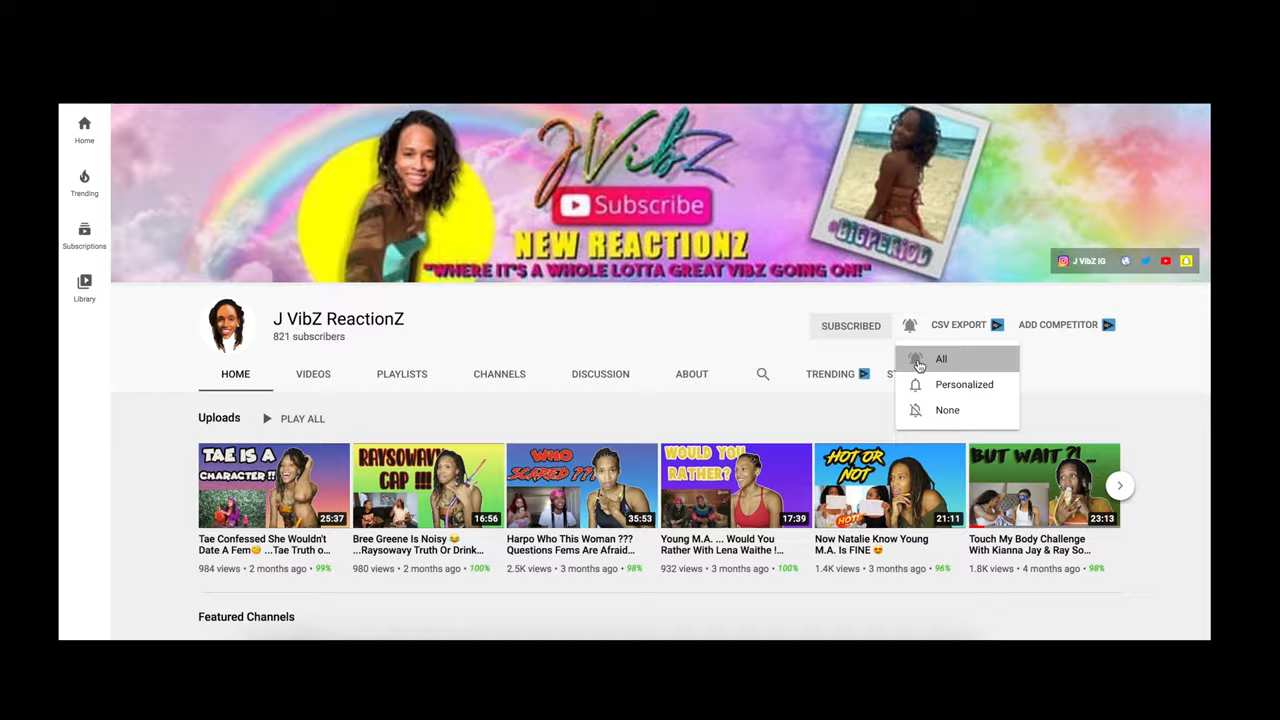 Home
Trending
Subscriptions
Library
JVibZ
Subscribe
NEW REACTIONZ
"WHERE IT'S A WHOLE LOTTA GREAT VIBZ GOING ON!"
#BIGPERIOD
J VibZ IG
J VibZ ReactionZ
821 subscribers
SUBSCRIBED
CSV EXPORT
ADD COMPETITOR
All
Personalized
None
HOME
VIDEOS
PLAYLISTS
CHANNELS
DISCUSSION
ABOUT
TRENDING
Uploads
PLAY ALL
TAE IS A
CHARACTER!!
25:37
RAYSOWAVY
CAP !!!
16:56
WHO
SCARED ???
35:53
WOULD YOU
RATHER?
17:39
HOT OR
NOT
HOT!
21:11
BUT WAIT ?! ...
23:13
Tae Confessed She Wouldn't
Date A Fem😕 ...Tae Truth o...
984 views • 2 months ago • 99%
Bree Greene Is Noisy 😂
...Raysowavy Truth Or Drink...
980 views • 2 months ago • 100%
Harpo Who This Woman ???
Questions Fems Are Afraid...
2.5K views • 3 months ago • 98%
Young M.A. ... Would You
Rather With Lena Waithe !...
932 views • 3 months ago • 100%
Now Natalie Know Young
M.A. Is FINE 😍
1.4K views • 3 months ago • 96%
Touch My Body Challenge
With Kianna Jay & Ray So...
1.8K views • 4 months ago • 98%
Featured Channels